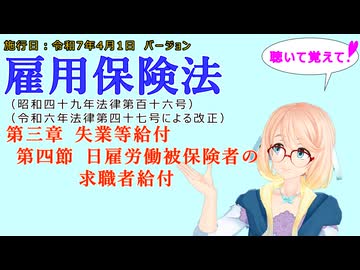 施行日：令和7年4月1日 バージョン
聴いて覚えて！
雇用保険法
（昭和四十九年法律第百十六号）
（令和六年法律第四十七号による改正）
第三章 失業等給付
第四節 日雇労働被保険者の
求職者給付